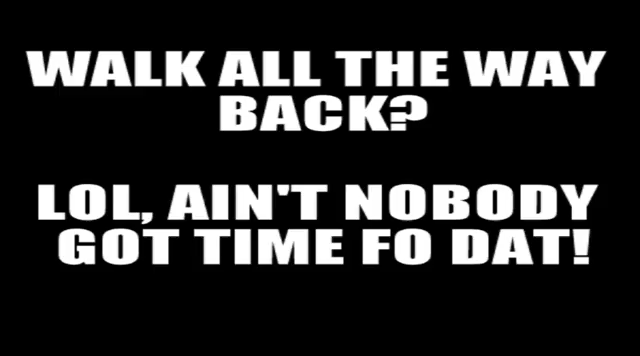 WALK ALL THE WAY
BACK?
LOL, AIN'T NOBODY
GOT TIME FO DAT!